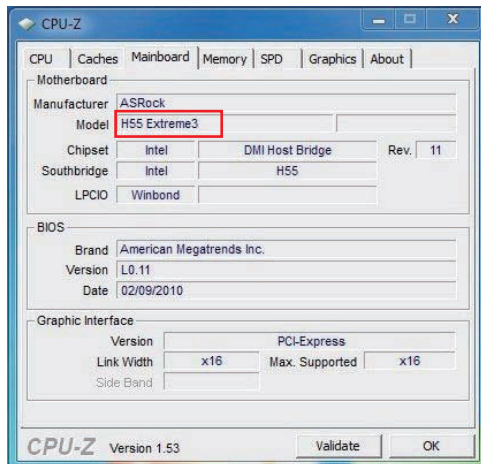 CPU-Z
CPU Caches Mainboard Memory SPD Graphics About
Motherboard
Manufacturer ASRock
Model H55 Extreme3
Chipset Intel DMI Host Bridge Rev. 11
Southbridge Intel H55
LPCIO Winbond
BIOS
Brand American Megatrends Inc.
Version L0.11
Date 02/09/2010
Graphic Interface
Version PCI-Express
Link Width x16 Max. Supported x16
Side Band
CPU-Z Version 1.53 Validate OK